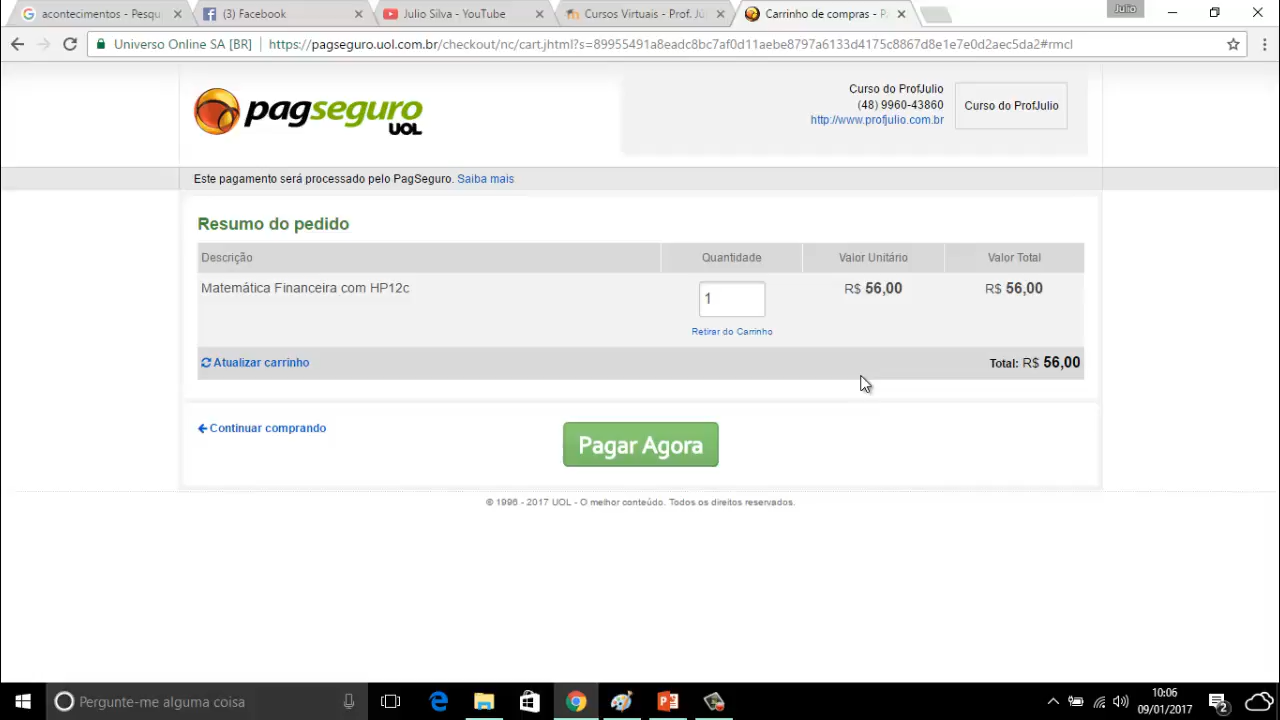 acontecimentos - Pesqu
(3) Facebook
Julio Silva - YouTube
Cursos Virtuais - Prof. Jú
Carrinho de compras - P
Julio
Universo Online SA [BR]
https://pagseguro.uol.com.br/checkout/nc/cart.jhtml?s=89955491a8eadc8bc7af0d11aebe8797a6133d4175c8867d8e1e7e0d2aec5da2#rmcl
pagseguro
UOL
Curso do ProfJulio
(48) 9960-43860
http://www.profjulio.com.br
Curso do ProfJulio
Este pagamento será processado pelo PagSeguro. Saiba mais
Resumo do pedido
Descrição Quantidade Valor Unitário Valor Total
Matemática Financeira com HP12c 1 R$ 56,00 R$ 56,00
Retirar do Carrinho
Atualizar carrinho Total: R$ 56,00
Continuar comprando
Pagar Agora
© 1996 - 2017 UOL - O melhor conteúdo. Todos os direitos reservados.
Pergunte-me alguma coisa
10:06
09/01/2017
2